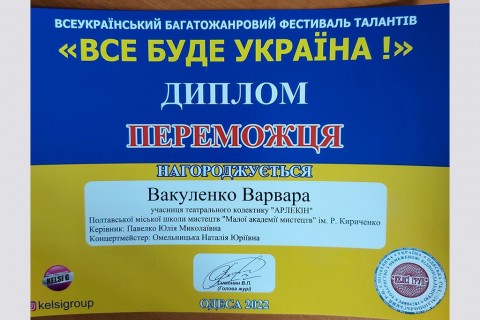 ВСЕУКРАЇНСЬКИЙ БАГАТОЖАНРОВИЙ ФЕСТИВАЛЬ ТАЛАНТІВ
«ВСЕ БУДЕ УКРАЇНА !»
ДИПЛОМ
ПЕРЕМОЖЦЯ
НАГОРОДЖУЄТЬСЯ
Вакуленко Варвара
учасниця театрального колективу "АРЛЕКІН"
Полтавської міської школи мистецтв "Малої академії мистецтв" ім. Р. Кириченко
Керівник: Павелко Юлія Миколаївна
Концертмейстер: Омельницька Наталія Юріївна
(Голова журі)
KELSI G
kelsigroup
ОДЕСА 2022